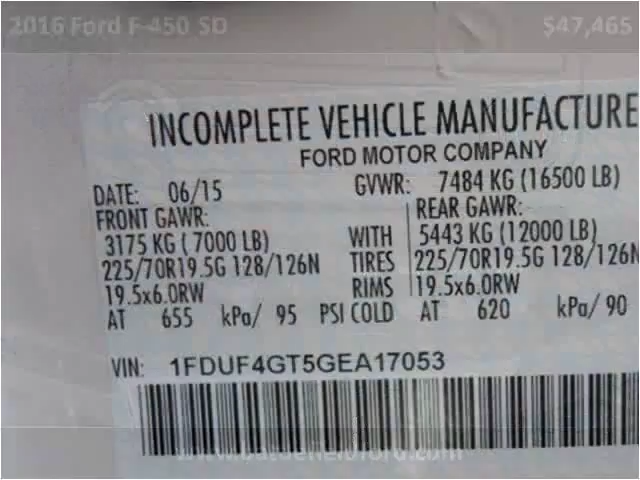 2016 Ford F-450 SD $47,465
INCOMPLETE VEHICLE MANUFACTURE
FORD MOTOR COMPANY
DATE: 06/15 GVWR: 7484 KG (16500 LB)
FRONT GAWR: REAR GAWR:
3175 KG ( 7000 LB) WITH 5443 KG (12000 LB)
225/70R19.5G 128/126N TIRES 225/70R19.5G 128/126N
19.5x6.0RW RIMS 19.5x6.0RW
AT 655 kPa/ 95 PSI COLD AT 620 kPa/ 90
VIN: 1FDUF4GT5GEA17053